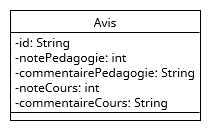 Avis
-id: String
-notePedagogie: int
-commentairePedagogie: String
-noteCours: int
-commentaireCours: String